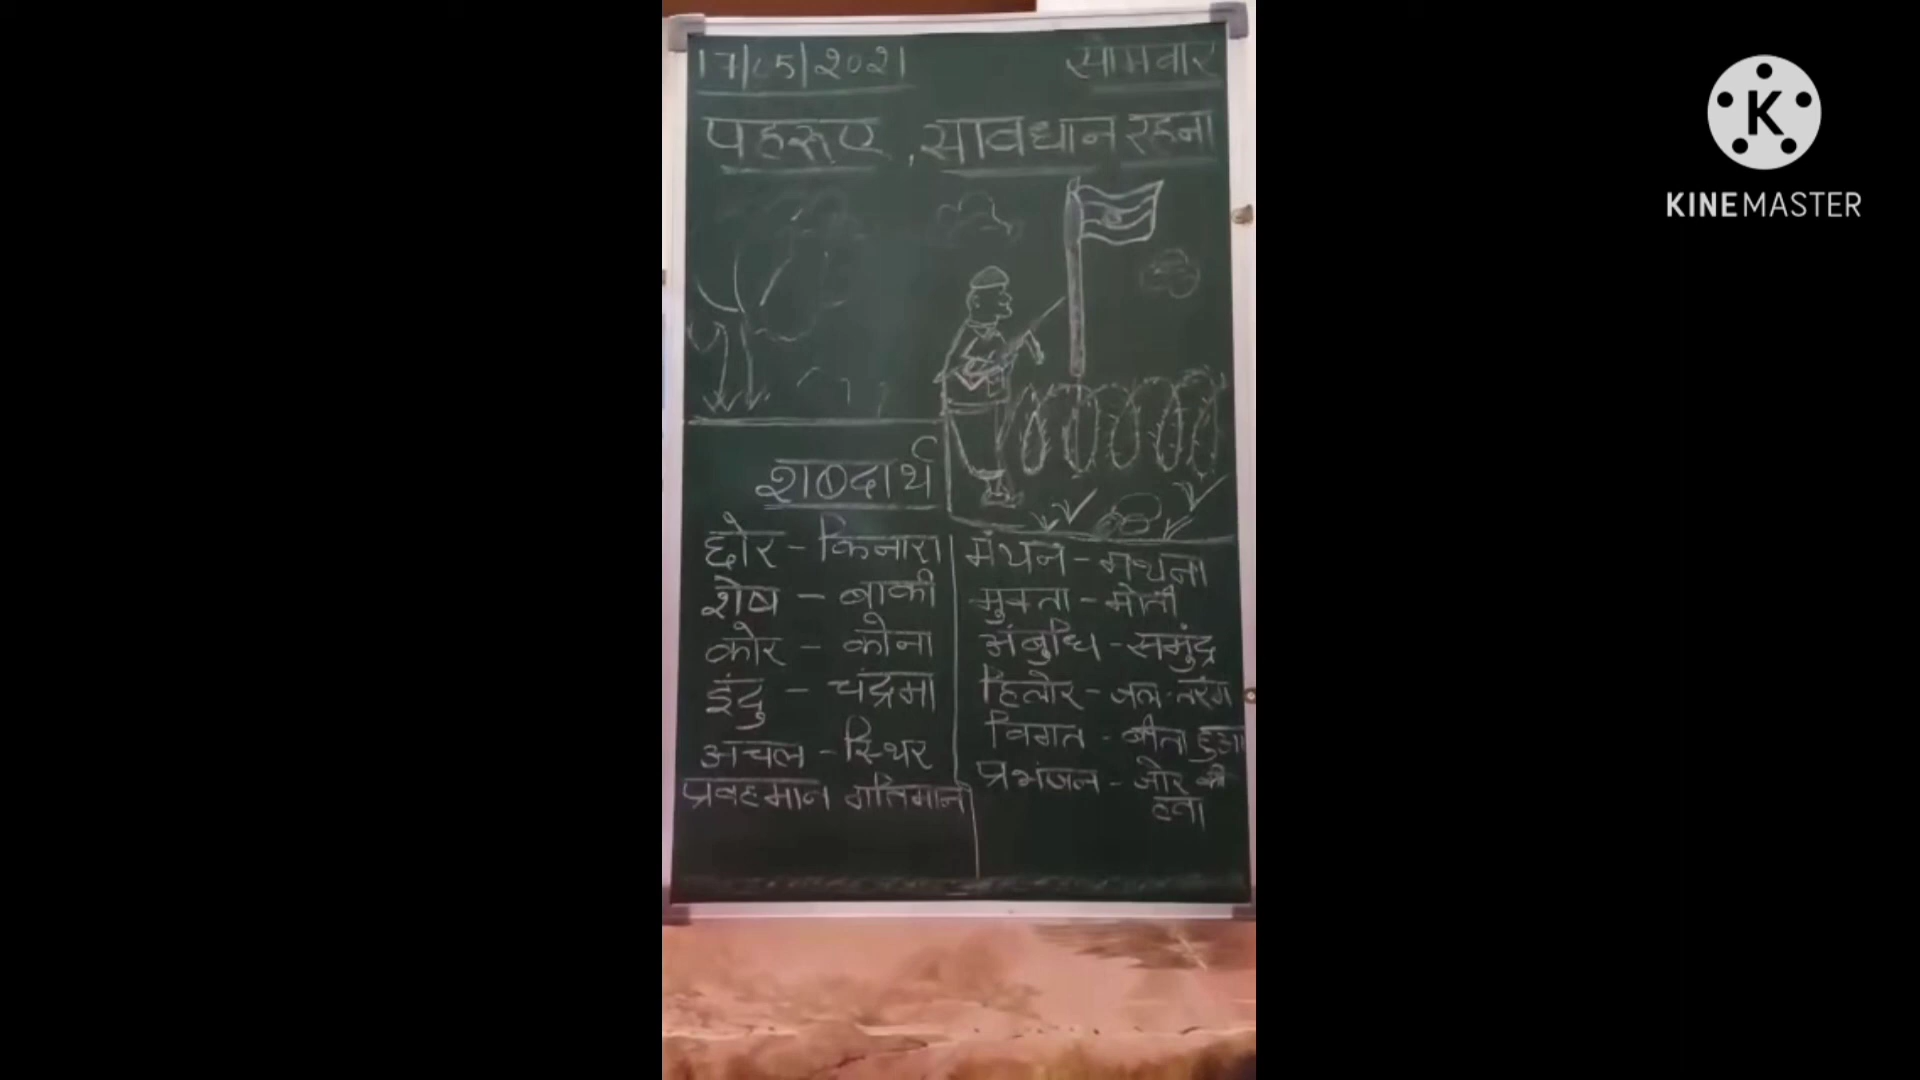 17/05/2021 सोमवार
पहरूए, सावधान रहना
शब्दार्थ
छोर - किनारा
शेष - बाकी
कोर - कोना
इंदु - चंद्रमा
अचल - स्थिर
प्रवहमान गतिमान
मंथन - मथना
मुक्ता - मोती
अंबुधि - समुंद्र
हिलोर - जल-तरंग
विगत - बीता हुआ
प्रभंजन - जोर की
हवा
K
KINEMASTER